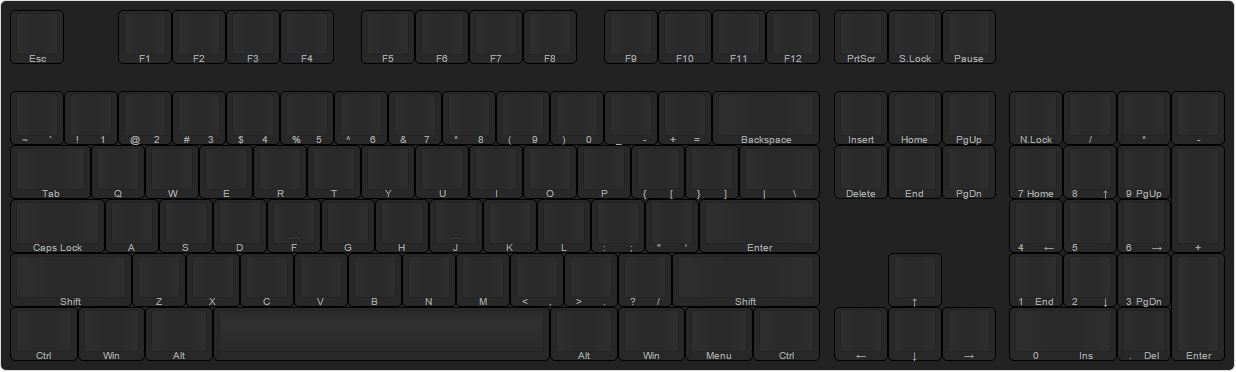 Esc F1 F2 F3 F4 F5 F6 F7 F8 F9 F10 F11 F12 PrtScr S.Lock Pause
~ ' ! 1 @ 2 # 3 $ 4 % 5 ^ 6 & 7 * 8 ( 9 ) 0 _ - + = Backspace Insert Home PgUp N.Lock / * -
Tab Q W E R T Y U I O P { [ } ] | \ Delete End PgDn 7 Home 8 ↑ 9 PgUp
Caps Lock A S D F G H J K L : ; " ' Enter 4 ← 5 6 → +
Shift Z X C V B N M < , > . ? / Shift ↑ 1 End 2 ↓ 3 PgDn
Ctrl Win Alt Alt Win Menu Ctrl ← ↓ → 0 Ins . Del Enter